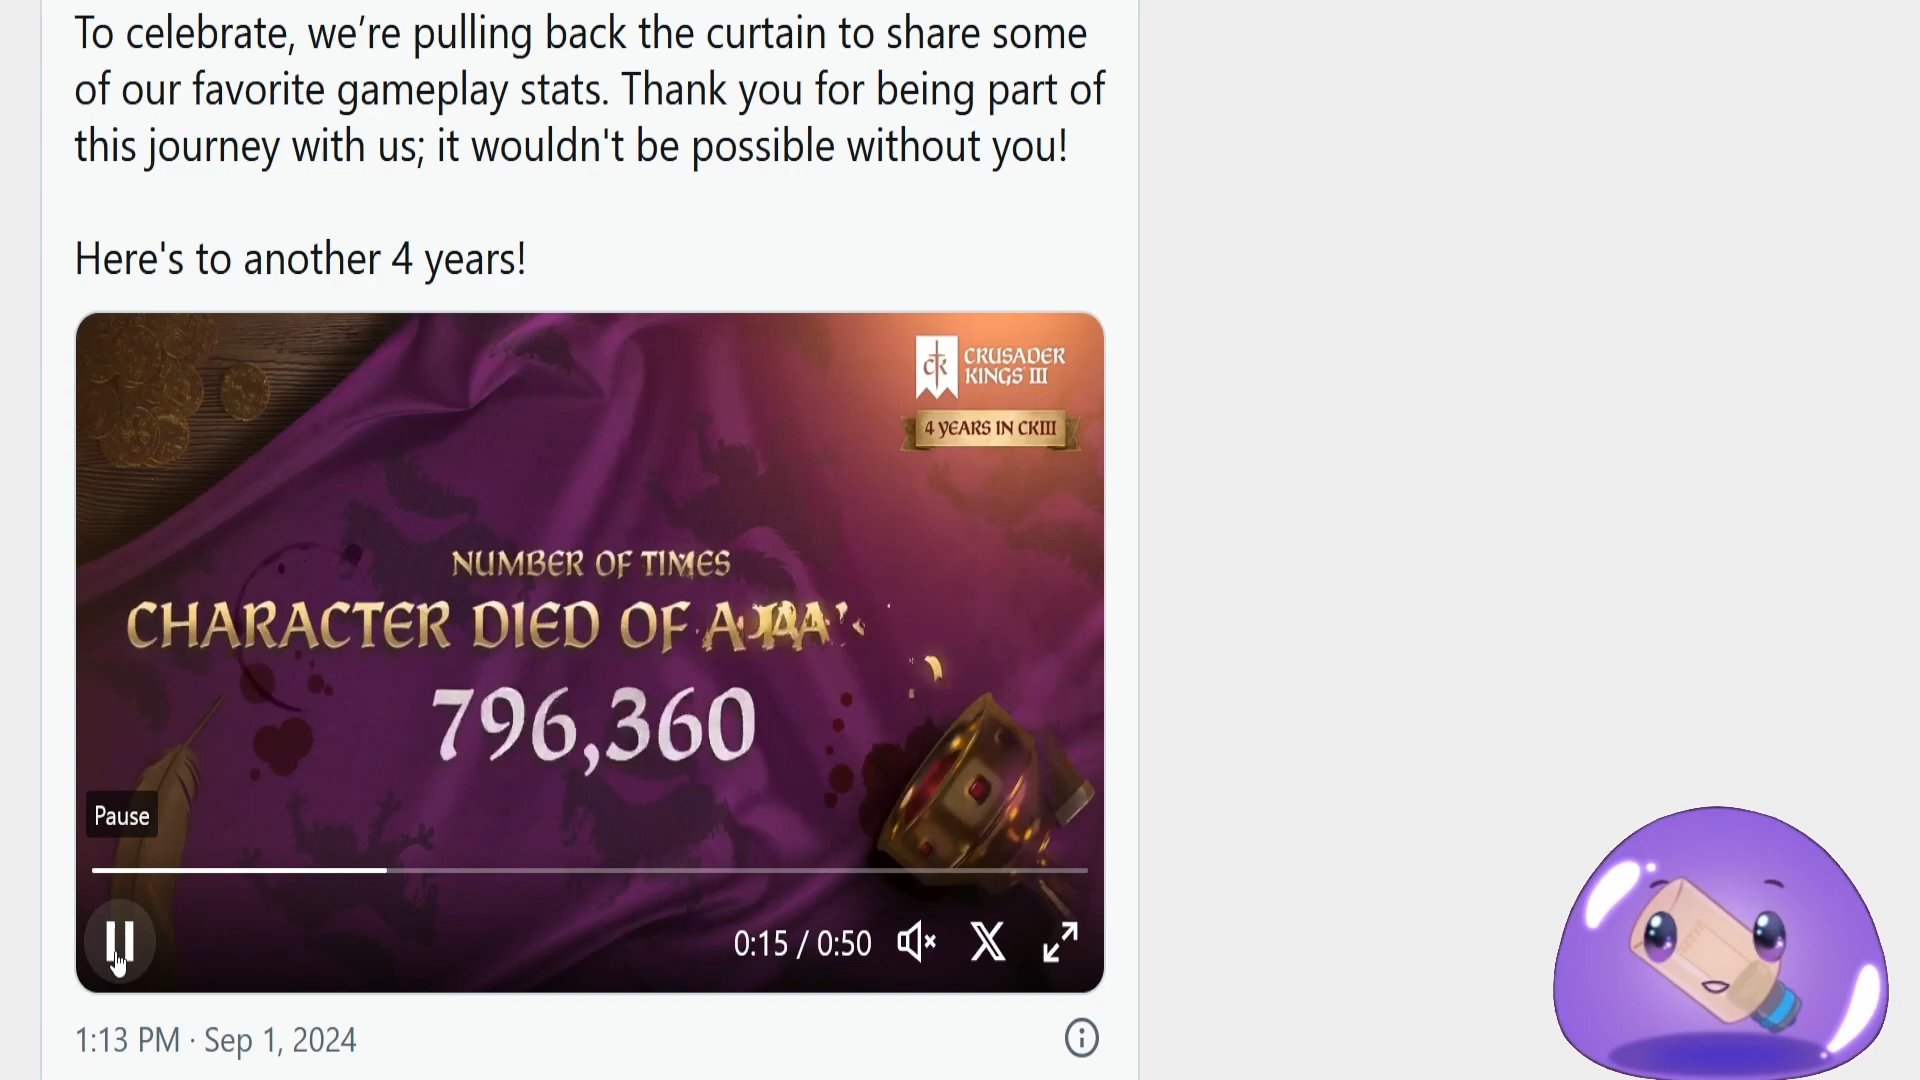 To celebrate, we’re pulling back the curtain to share some
of our favorite gameplay stats. Thank you for being part of
this journey with us; it wouldn't be possible without you!
Here's to another 4 years!
CRUSADER
KINGS III
4 YEARS IN CKIII
NUMBER OF TIMES
CHARACTER DIED OF
796,360
Pause
0:15 / 0:50
1:13 PM · Sep 1, 2024